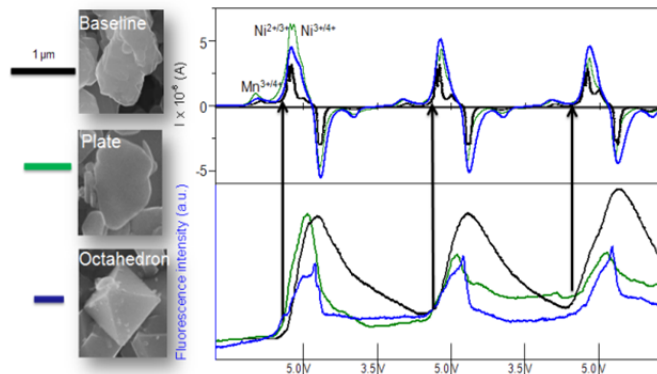 Baseline
1 μm
Plate
Octahedron
I x 10⁻⁶ (A)
5
0
-5
Ni²⁺/³⁺
Ni³⁺/⁴⁺
Mn³⁺/⁴⁺
Fluorescence intensity (a.u.)
5.0V
3.5V
5.0V
3.5V
5.0V